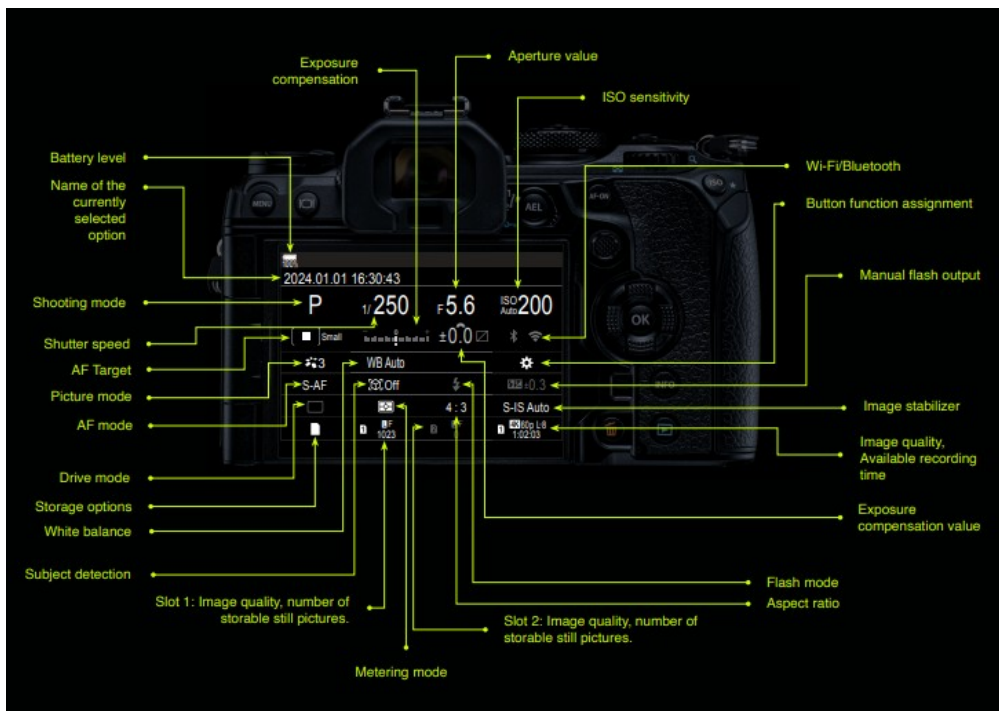 Aperture value
Exposure
compensation
ISO sensitivity
Battery level
Wi-Fi/Bluetooth
Name of the
currently
selected
option
Button function assignment
MENU
AEL
AF-ON
ISO
2024.01.01 16:30:43
Manual flash output
Shooting mode
P 1/250 F5.6 ISO Auto 200
OK
Shutter speed
Small ±0.0
AF Target
3 WB Auto
Picture mode
S-AF Off ±0.3
INFO
AF mode
4:3 S-IS Auto
Image stabilizer
1 F 2 1 4K 60p L-8
1023 1:02:03
Image quality,
Available recording
time
Drive mode
Storage options
White balance
Exposure
compensation value
Subject detection
Flash mode
Aspect ratio
Slot 1: Image quality, number of
storable still pictures.
Slot 2: Image quality, number of
storable still pictures.
Metering mode